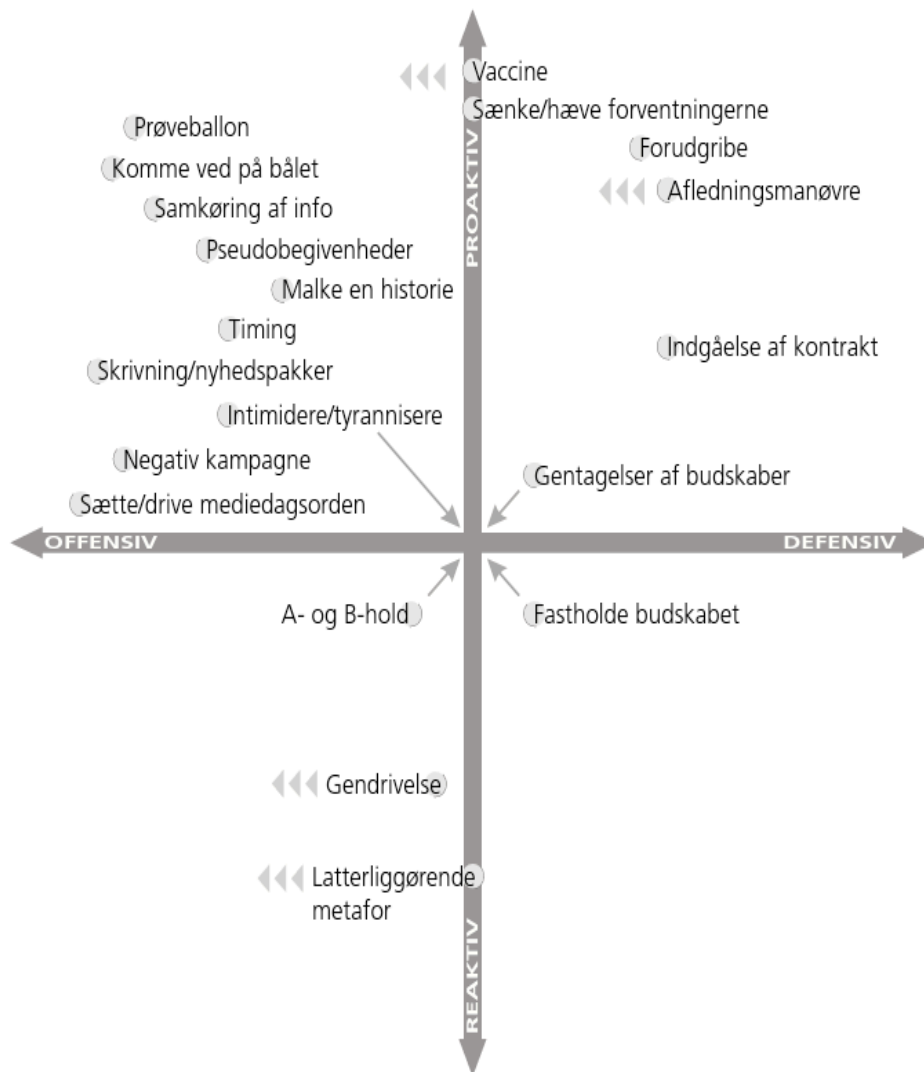 Vaccine
Sænke/hæve forventningerne
Prøveballon
Forudgribe
Komme ved på bålet
Afledningsmanøvre
Samkøring af info
PROAKTIV
Pseudobegivenheder
Malke en historie
Timing
Indgåelse af kontrakt
Skrivning/nyhedspakker
Intimidere/tyrannisere
Negativ kampagne
Gentagelser af budskaber
Sætte/drive mediedagsorden
OFFENSIV
DEFENSIV
A- og B-hold
Fastholde budskabet
Gendrivelse
Latterliggørende
metafor
REAKTIV